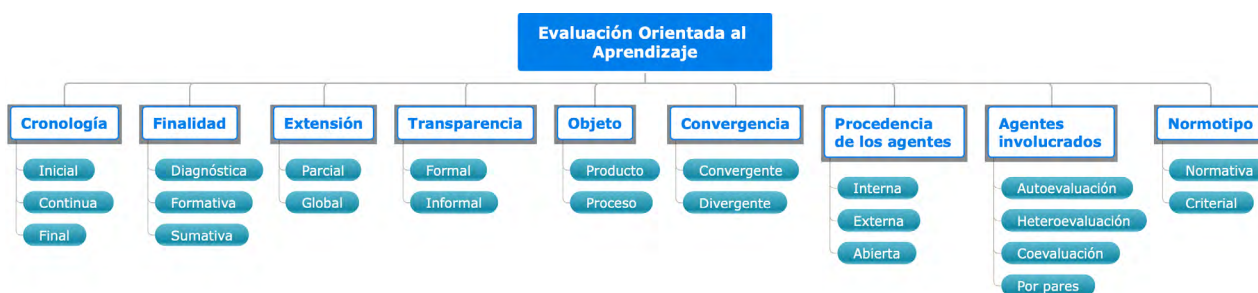 Evaluación Orientada al
Aprendizaje
Cronología
Inicial
Continua
Final
Finalidad
Diagnóstica
Formativa
Sumativa
Extensión
Parcial
Global
Transparencia
Formal
Informal
Objeto
Producto
Proceso
Convergencia
Convergente
Divergente
Procedencia
de los agentes
Interna
Externa
Abierta
Agentes
involucrados
Autoevaluación
Heteroevaluación
Coevaluación
Por pares
Normotipo
Normativa
Criterial